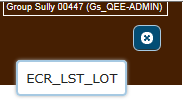 Group Sully 00447 (Gs_QEE-ADMIN)
ECR_LST_LOT